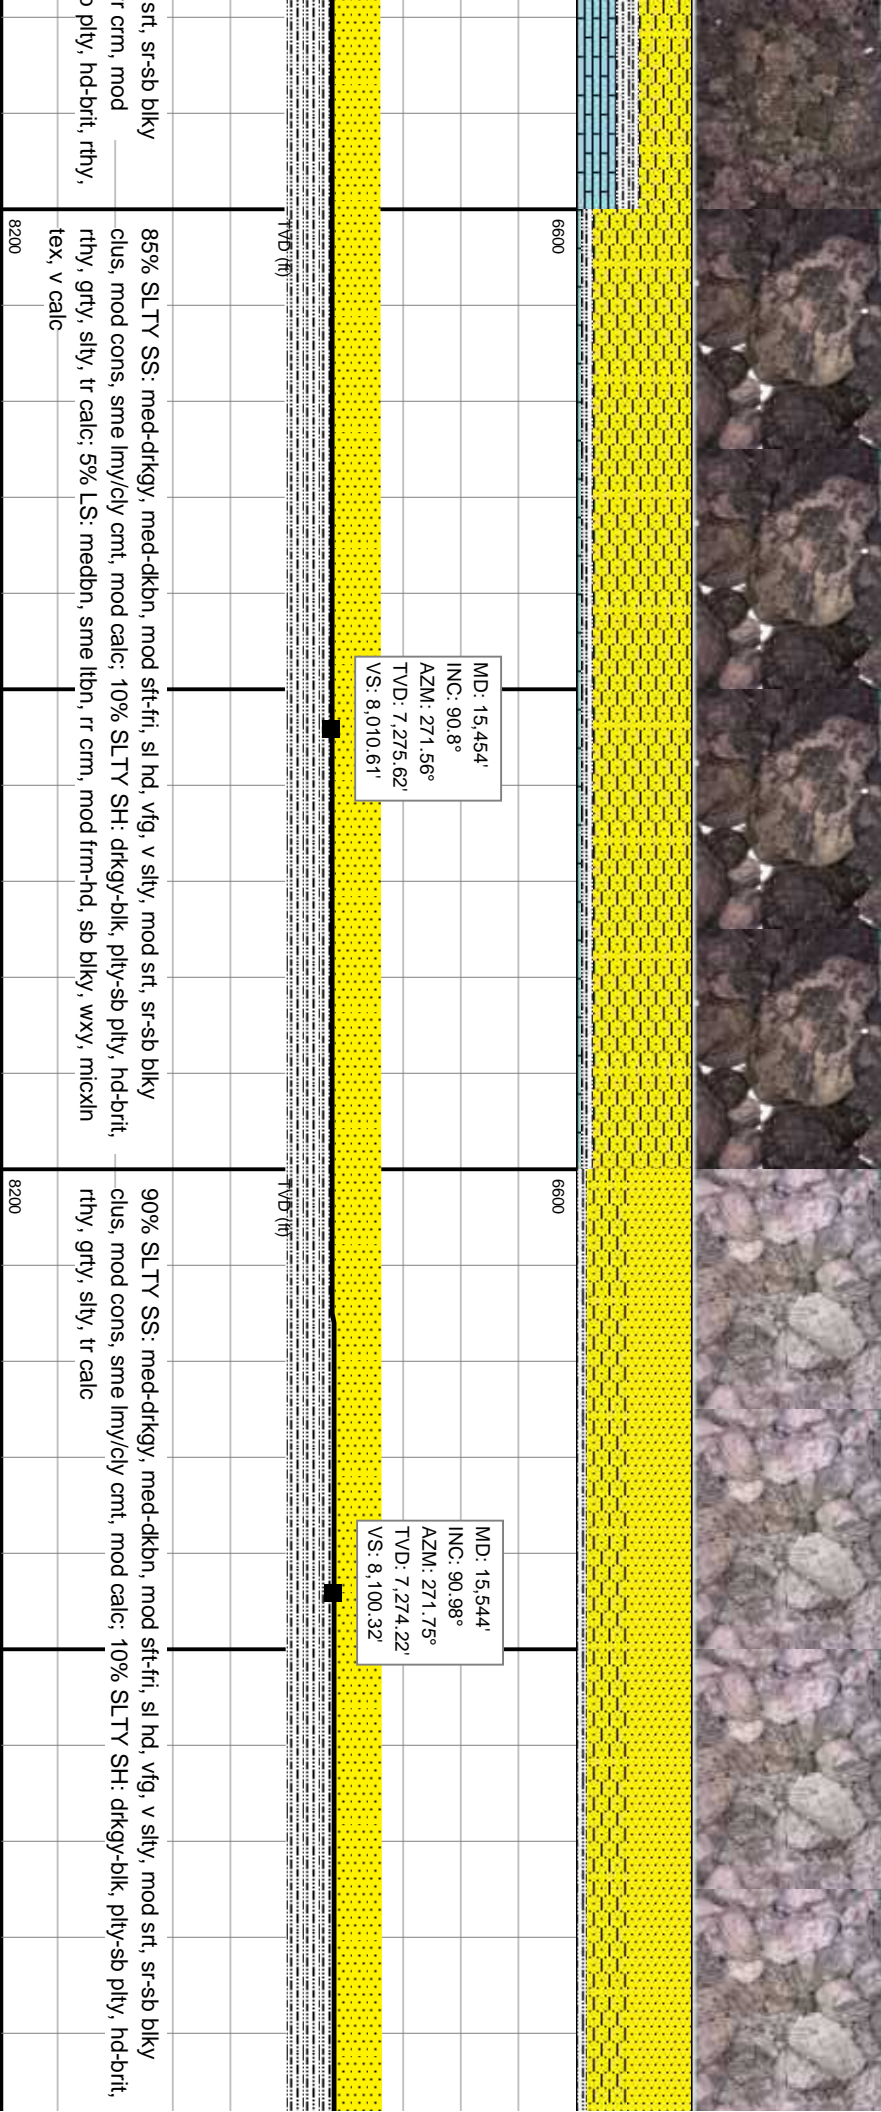 srt, sr-sb blky
r crm, mod
plty, hd-brit, rthy,
6600
TVD (ft)
8200
85% SLTY SS: med-drkgy, med-dkbn, mod sft-fri, sl hd, vfg, v slty, mod srt, sr-sb blky
clus, mod cons, sme lmy/cly cmt, mod calc; 10% SLTY SH: drkgy-blk, plty-sb plty, hd-brit,
rthy, grty, slty, tr calc; 5% LS: medbn, sme ltbn, rr crm, mod frm-hd, sb blky, wxy, micxln
tex, v calc
MD: 15,454'
INC: 90.8°
AZM: 271.56°
TVD: 7,275.62'
VS: 8,010.61'
6600
TVD (ft)
8200
90% SLTY SS: med-drkgy, med-dkbn, mod sft-fri, sl hd, vfg, v slty, mod srt, sr-sb blky
clus, mod cons, sme lmy/cly cmt, mod calc; 10% SLTY SH: drkgy-blk, plty-sb plty, hd-brit,
rthy, grty, slty, tr calc
MD: 15,544'
INC: 90.98°
AZM: 271.75°
TVD: 7,274.22'
VS: 8,100.32'